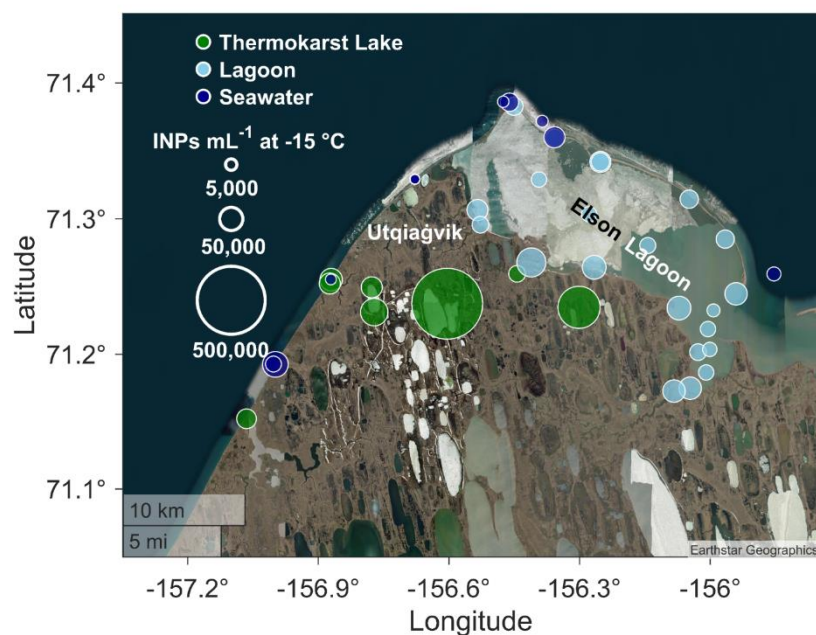 Thermokarst Lake
Lagoon
Seawater
INPs mL⁻¹ at -15 °C
5,000
50,000
500,000
Utqiaġvik
Elson Lagoon
10 km
5 mi
Earthstar Geographics
Latitude
71.4°
71.3°
71.2°
71.1°
-157.2° -156.9° -156.6° -156.3° -156°
Longitude